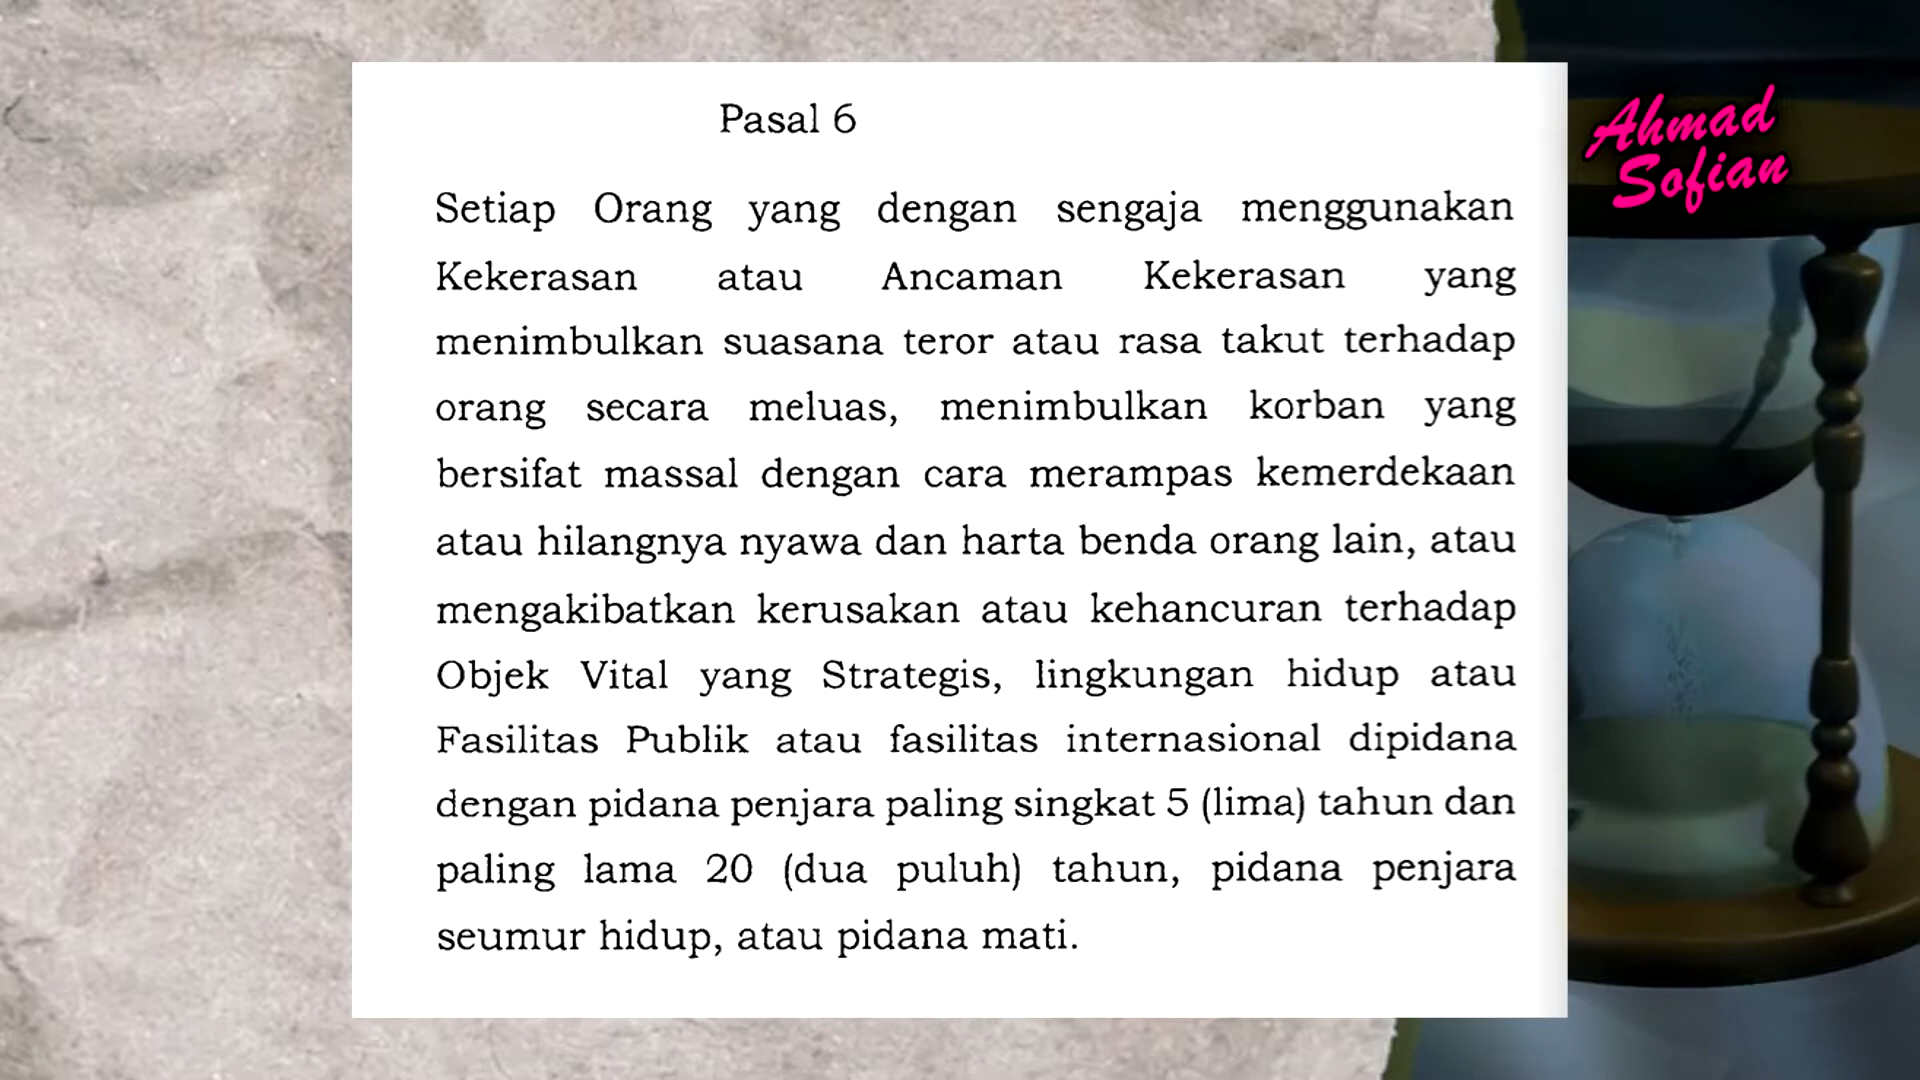 Pasal 6
Setiap Orang yang dengan sengaja menggunakan
Kekerasan atau Ancaman Kekerasan yang
menimbulkan suasana teror atau rasa takut terhadap
orang secara meluas, menimbulkan korban yang
bersifat massal dengan cara merampas kemerdekaan
atau hilangnya nyawa dan harta benda orang lain, atau
mengakibatkan kerusakan atau kehancuran terhadap
Objek Vital yang Strategis, lingkungan hidup atau
Fasilitas Publik atau fasilitas internasional dipidana
dengan pidana penjara paling singkat 5 (lima) tahun dan
paling lama 20 (dua puluh) tahun, pidana penjara
seumur hidup, atau pidana mati.
Ahmad
Sofian